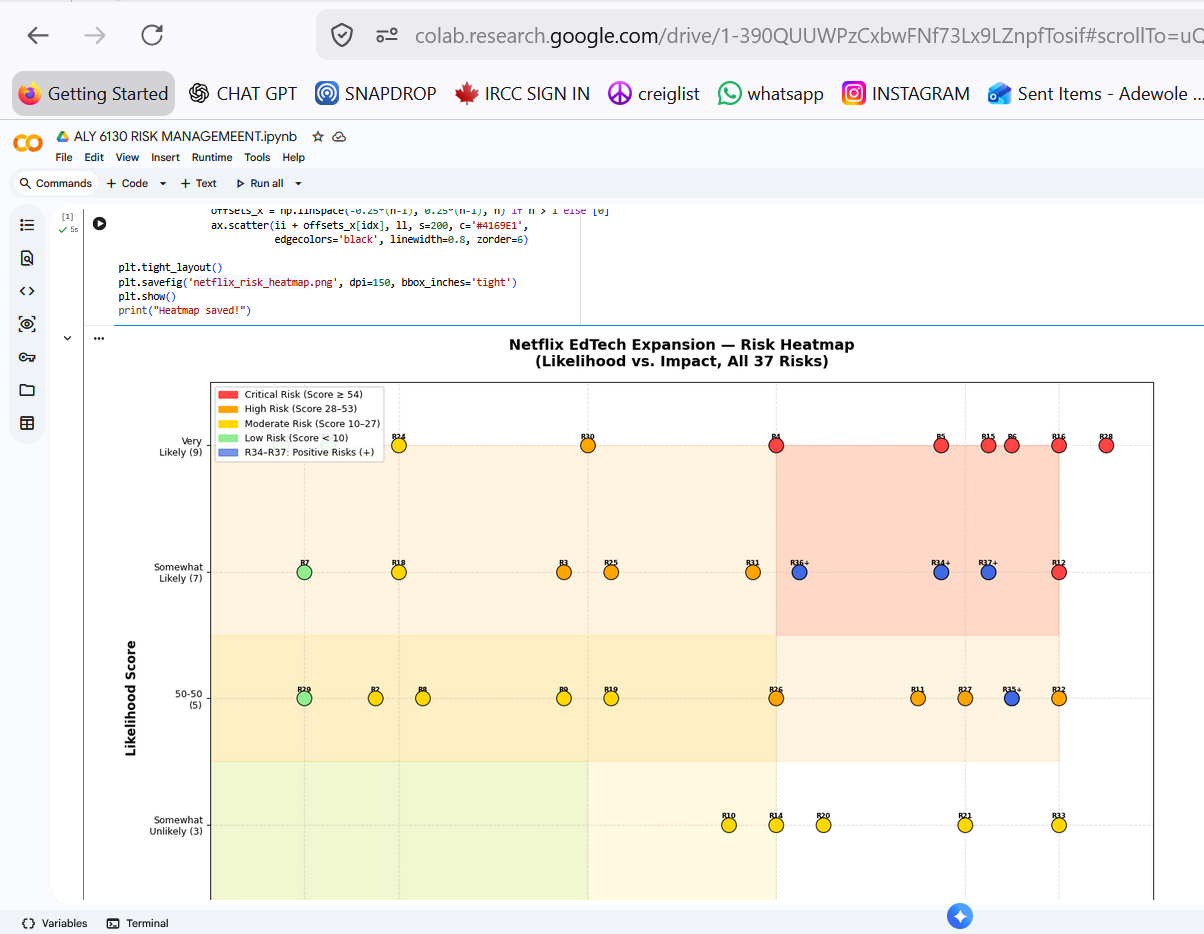 colab.research.google.com/drive/1-390QUUWPzCxbwFNf73Lx9LZnpfTosif#scrollTo=uQ
Getting Started CHAT GPT SNAPDROP IRCC SIGN IN creiglist whatsapp INSTAGRAM Sent Items - Adewole ...
ALY 6130 RISK MANAGEMEENT.ipynb
File Edit View Insert Runtime Tools Help
Commands + Code + Text Run all
[1]
5s
offsets_x = np.linspace(-0.25*(n-1), 0.25*(n-1), n) if n > 1 else [0]
ax.scatter(ii + offsets_x[idx], ll, s=200, c='#4169E1',
edgecolors='black', linewidth=0.8, zorder=6)
plt.tight_layout()
plt.savefig('netflix_risk_heatmap.png', dpi=150, bbox_inches='tight')
plt.show()
print("Heatmap saved!")
Netflix EdTech Expansion — Risk Heatmap
(Likelihood vs. Impact, All 37 Risks)
Critical Risk (Score ≥ 54)
High Risk (Score 28–53)
Moderate Risk (Score 10–27)
Low Risk (Score < 10)
R34–R37: Positive Risks (+)
Likelihood Score
Very
Likely (9)
R24 R30 R4 R5 R15 R6 R16 R28
Somewhat
Likely (7)
R7 R18 R3 R25 R31 R36+ R34+ R37+ R12
50-50
(5)
R29 R2 R8 R9 R19 R26 R11 R27 R35+ R22
Somewhat
Unlikely (3)
R10 R14 R20 R21 R33
Variables Terminal